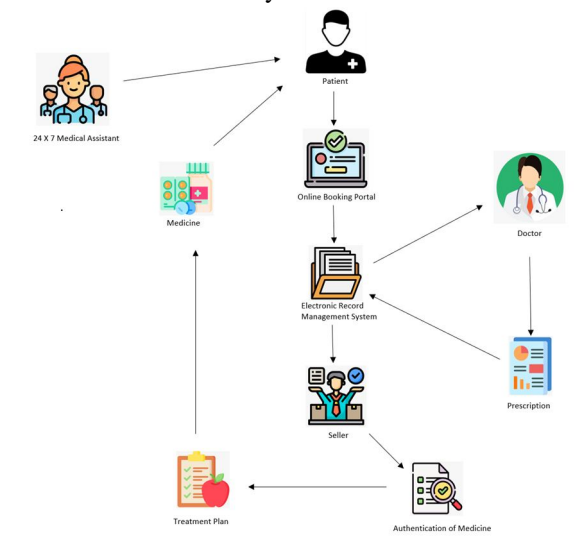 Patient
24 X 7 Medical Assistant
Online Booking Portal
Medicine
Doctor
Electronic Record
Management System
Prescription
Seller
Treatment Plan
Authentication of Medicine